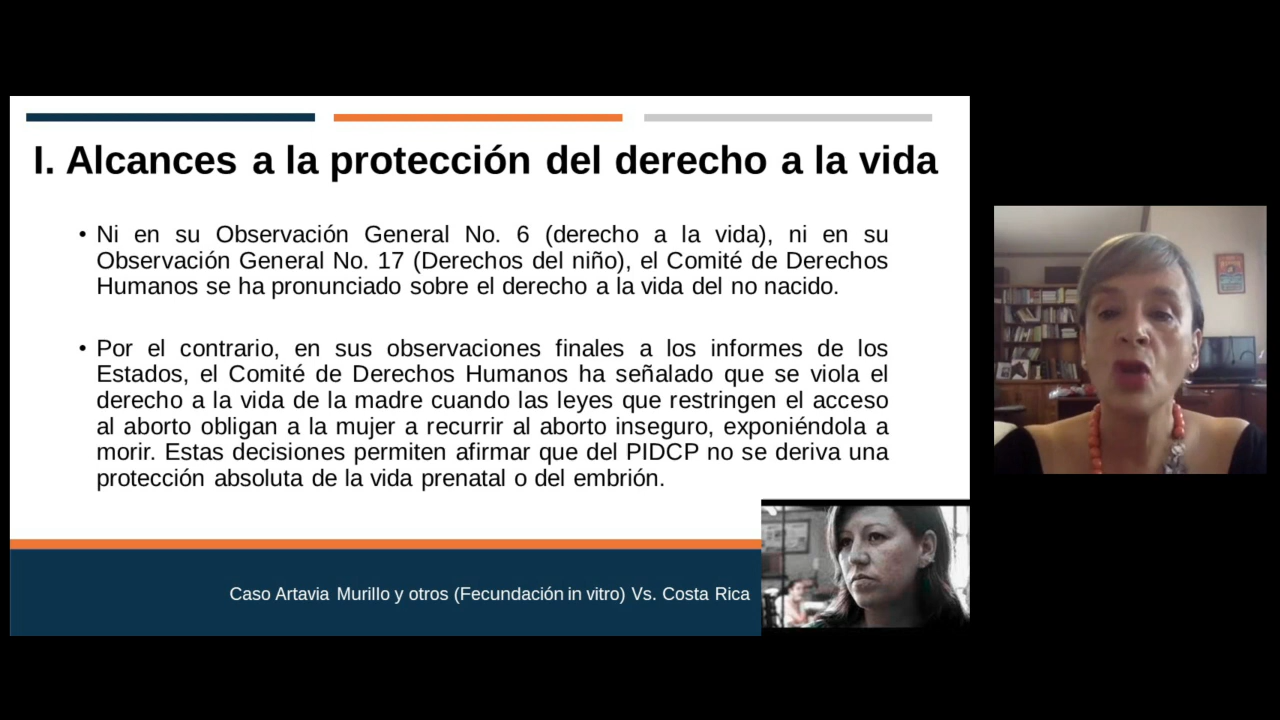 I. Alcances a la protección del derecho a la vida
• Ni en su Observación General No. 6 (derecho a la vida), ni en su
Observación General No. 17 (Derechos del niño), el Comité de Derechos
Humanos se ha pronunciado sobre el derecho a la vida del no nacido.
• Por el contrario, en sus observaciones finales a los informes de los
Estados, el Comité de Derechos Humanos ha señalado que se viola el
derecho a la vida de la madre cuando las leyes que restringen el acceso
al aborto obligan a la mujer a recurrir al aborto inseguro, exponiéndola a
morir. Estas decisiones permiten afirmar que del PIDCP no se deriva una
protección absoluta de la vida prenatal o del embrión.
Caso Artavia Murillo y otros (Fecundación in vitro) Vs. Costa Rica